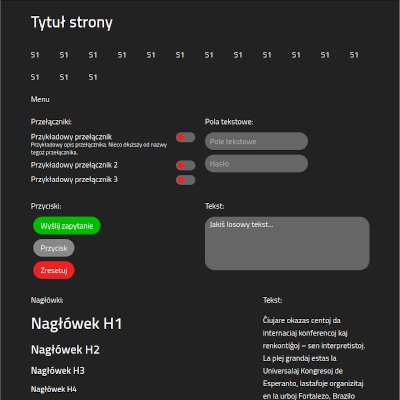 Tytuł strony
S1 S1 S1 S1 S1 S1 S1 S1 S1 S1 S1 S1
S1 S1 S1
Menu
Przełączniki:
Przykładowy przełącznik
Przykładowy opis przełącznika. Nieco dłuższy od nazwy
tegoż przełącznika.
Przykładowy przełącznik 2
Przykładowy przełącznik 3
Pola tekstowe:
Pole tekstowe
Hasło
Przyciski:
Wyślij zapytanie
Przycisk
Zresetuj
Tekst:
Jakiś losowy tekst...
Nagłówki:
Nagłówek H1
Nagłówek H2
Nagłówek H3
Nagłówek H4
Tekst:
Ĉiujare okazas centoj da
internaciaj konferencoj kaj
renkontiĝoj – sen interpretistoj.
La plej grandaj estas la
Universalaj Kongresoj de
Esperanto, lastafoje organizitaj
en la urboj Fortalezo, Brazilo